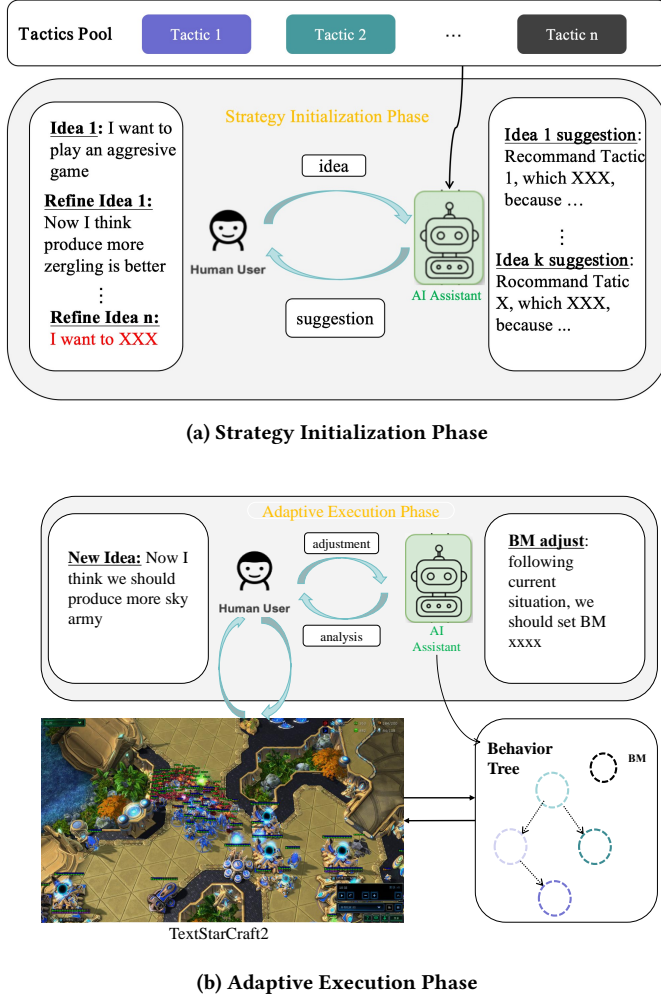 Tactics Pool
Tactic 1
Tactic 2
...
Tactic n
Strategy Initialization Phase
Idea 1: I want to
play an aggresive
game
Refine Idea 1:
Now I think
produce more
zergling is better
⋮
Refine Idea n:
I want to XXX
idea
Human User
suggestion
AI Assistant
Idea 1 suggestion:
Recommand Tactic
1, which XXX,
because ...
⋮
Idea k suggestion:
Rocommand Tatic
X, which XXX,
because ...
(a) Strategy Initialization Phase
Adaptive Execution Phase
New Idea: Now I
think we should
produce more sky
army
adjustment
Human User
analysis
AI
Assistant
BM adjust:
following
current
situation, we
should set BM
xxxx
Behavior
Tree
BM
TextStarCraft2
(b) Adaptive Execution Phase